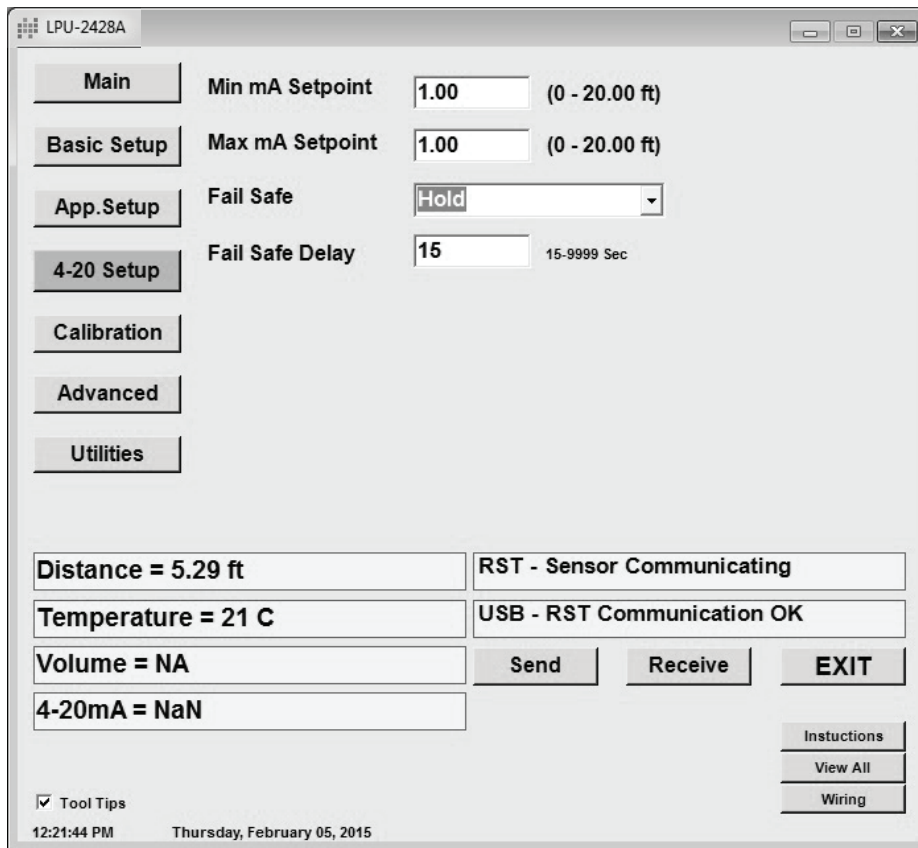 LPU-2428A
Main
Min mA Setpoint 1.00 (0 - 20.00 ft)
Basic Setup
Max mA Setpoint 1.00 (0 - 20.00 ft)
App.Setup
Fail Safe Hold
4-20 Setup
Fail Safe Delay 15 15-9999 Sec
Calibration
Advanced
Utilities
Distance = 5.29 ft
RST - Sensor Communicating
Temperature = 21 C
USB - RST Communication OK
Volume = NA
Send Receive EXIT
4-20mA = NaN
Instuctions
View All
Wiring
Tool Tips
12:21:44 PM Thursday, February 05, 2015